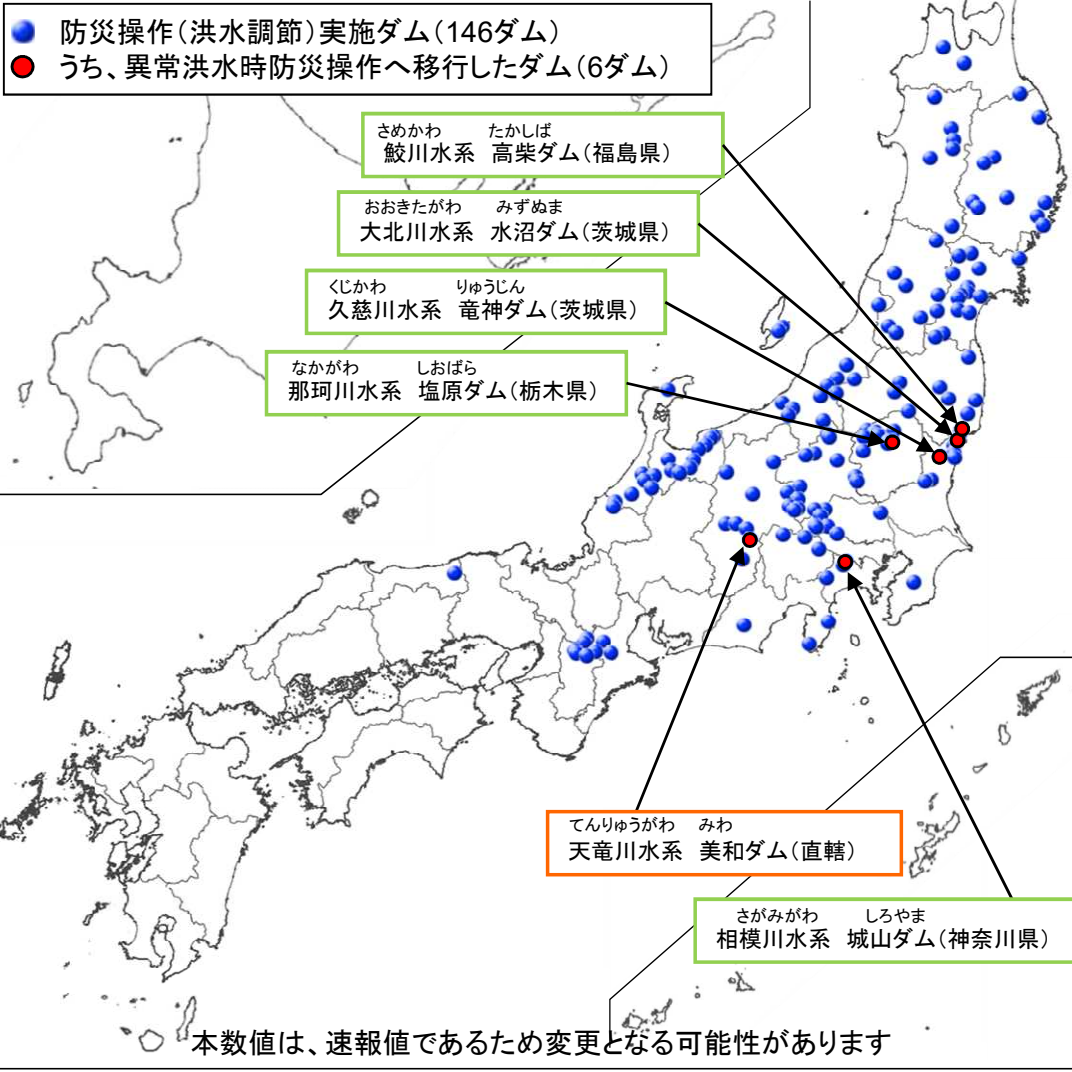 防災操作(洪水調節)実施ダム(146ダム)
うち、異常洪水時防災操作へ移行したダム(6ダム)
さめかわ たかしば
鮫川水系 高柴ダム(福島県)
おおきたがわ みずぬま
大北川水系 水沼ダム(茨城県)
くじかわ りゅうじん
久慈川水系 竜神ダム(茨城県)
なかがわ しおばら
那珂川水系 塩原ダム(栃木県)
てんりゅうがわ みわ
天竜川水系 美和ダム(直轄)
さがみがわ しろやま
相模川水系 城山ダム(神奈川県)
本数値は、速報値であるため変更となる可能性があります